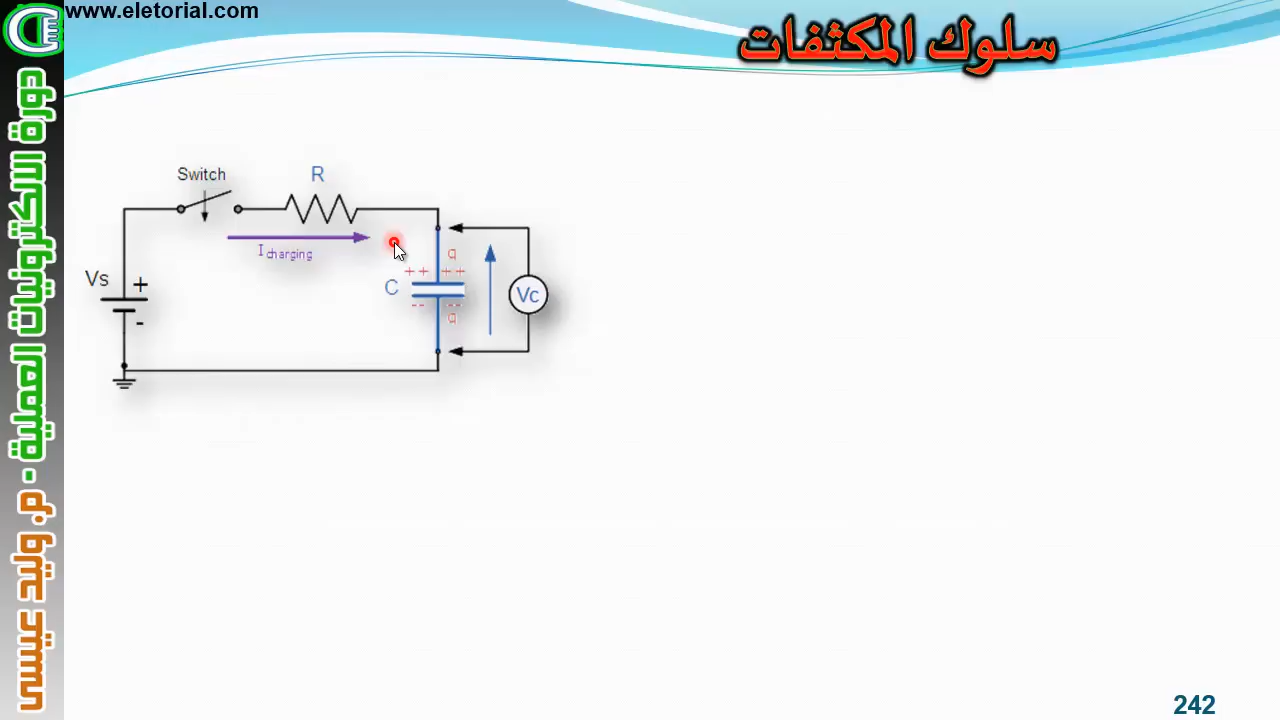 www.eletorial.com
سلوك المكثفات
دورة الالكترونيات العملية - م. وليد عيسى
Switch
R
I charging
Vs
+
-
C
q
+ + + +
-- --
q
Vc
242